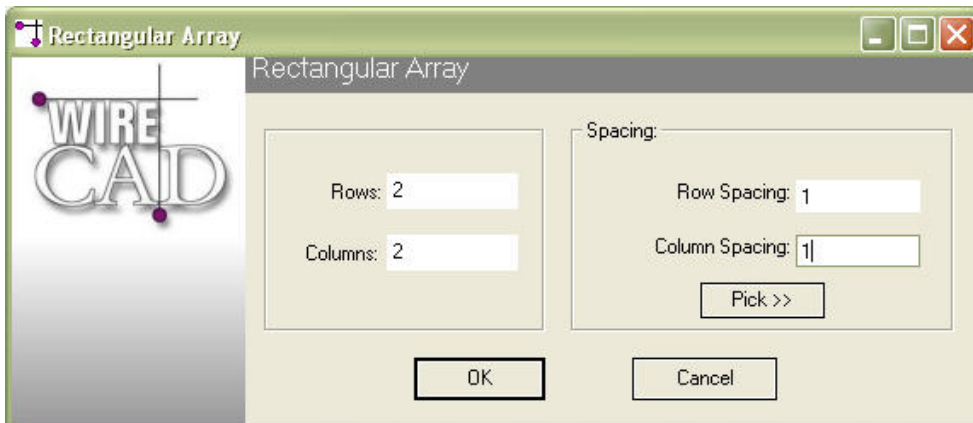 Rectangular Array
Rectangular Array
WIRE
CAD
Rows: 2
Columns: 2
Spacing:
Row Spacing: 1
Column Spacing: 1
Pick >>
OK
Cancel